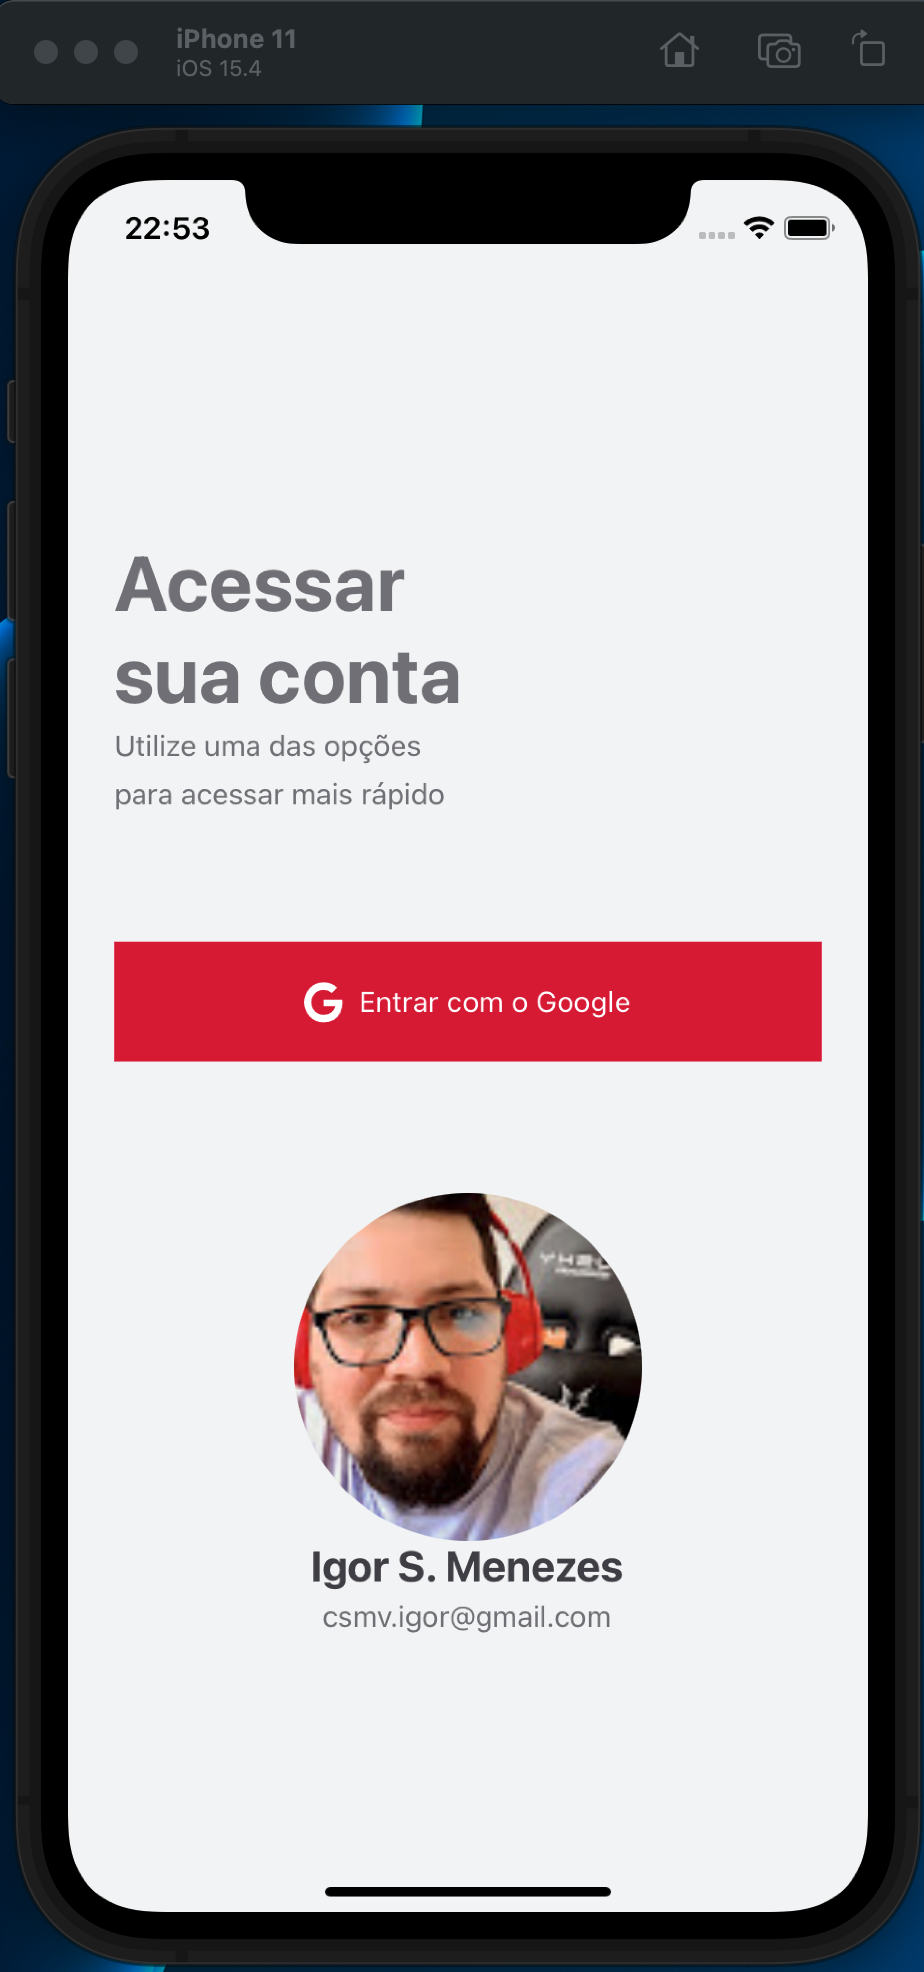 iPhone 11
iOS 15.4
22:53
Acessar
sua conta
Utilize uma das opções
para acessar mais rápido
Entrar com o Google
Igor S. Menezes
csmv.igor@gmail.com